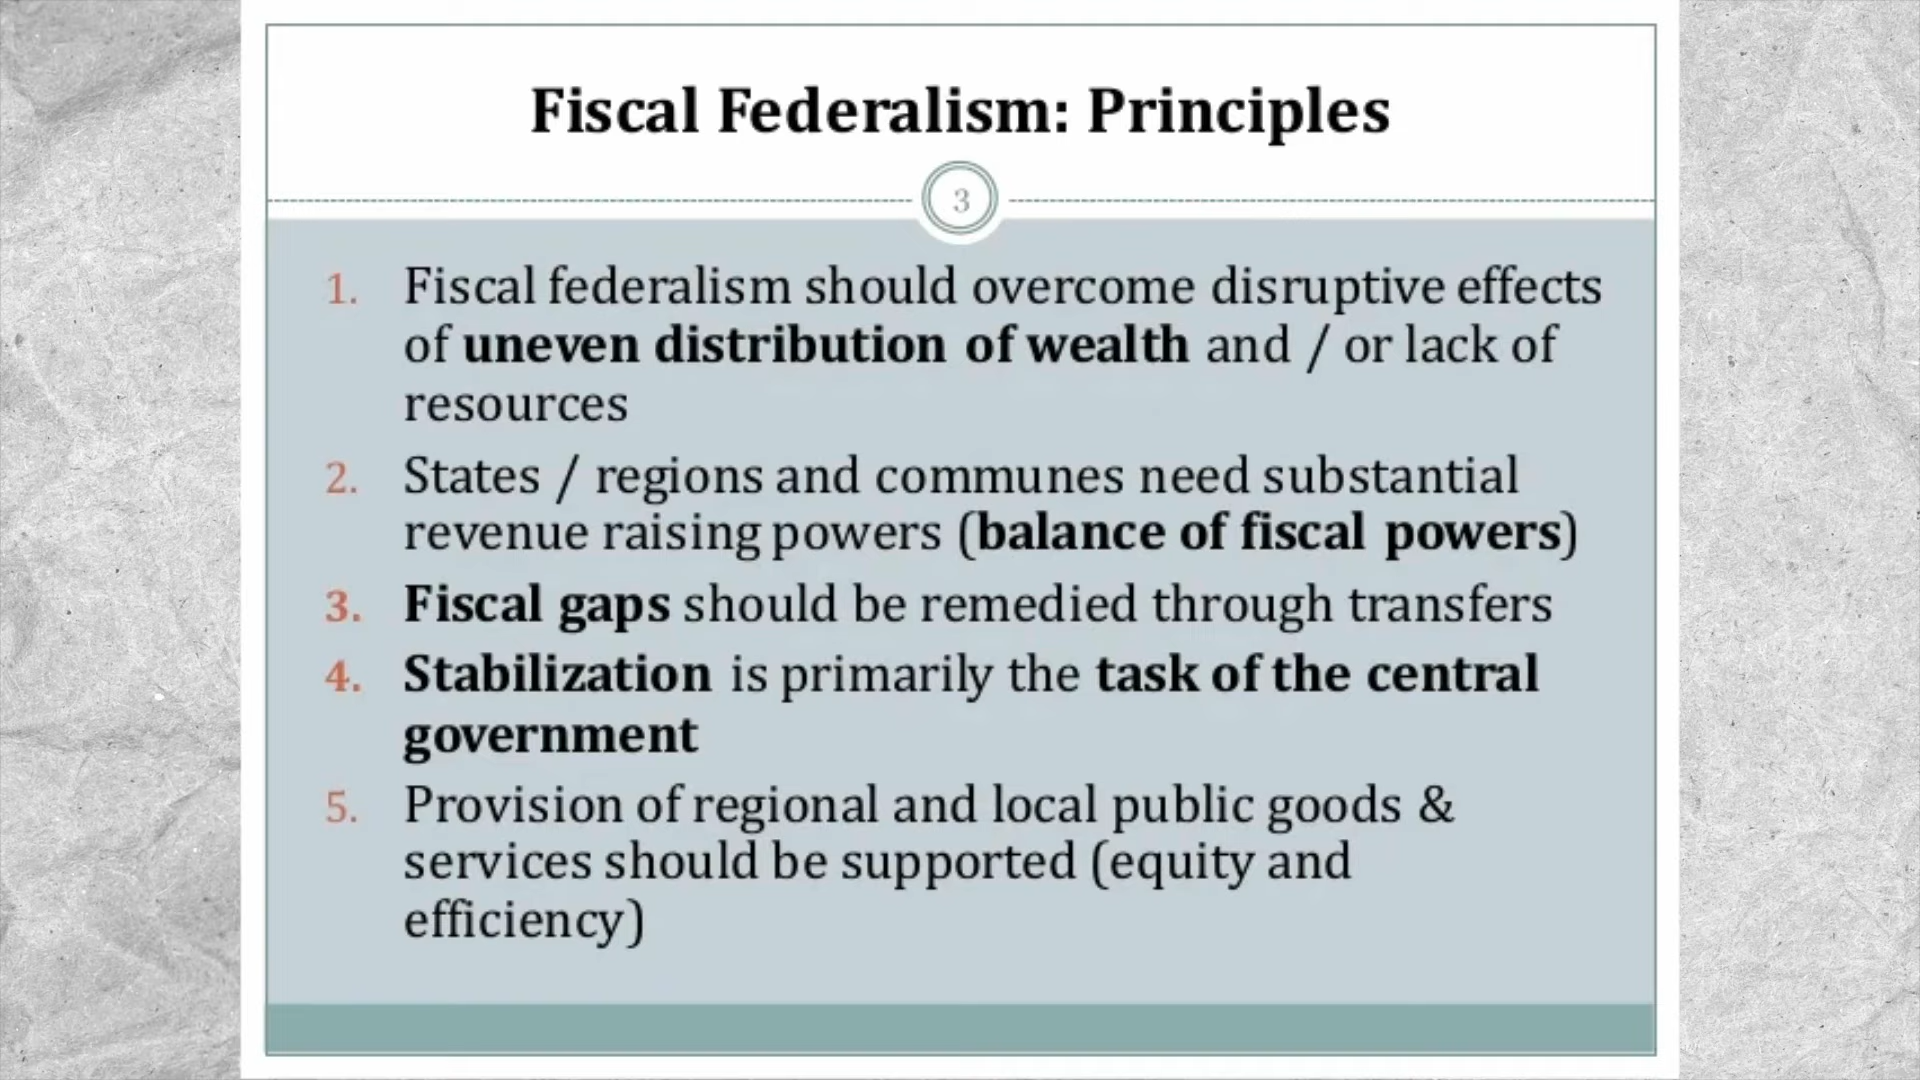 Fiscal Federalism: Principles
3
1. Fiscal federalism should overcome disruptive effects
of uneven distribution of wealth and / or lack of
resources
2. States / regions and communes need substantial
revenue raising powers (balance of fiscal powers)
3. Fiscal gaps should be remedied through transfers
4. Stabilization is primarily the task of the central
government
5. Provision of regional and local public goods &
services should be supported (equity and
efficiency)